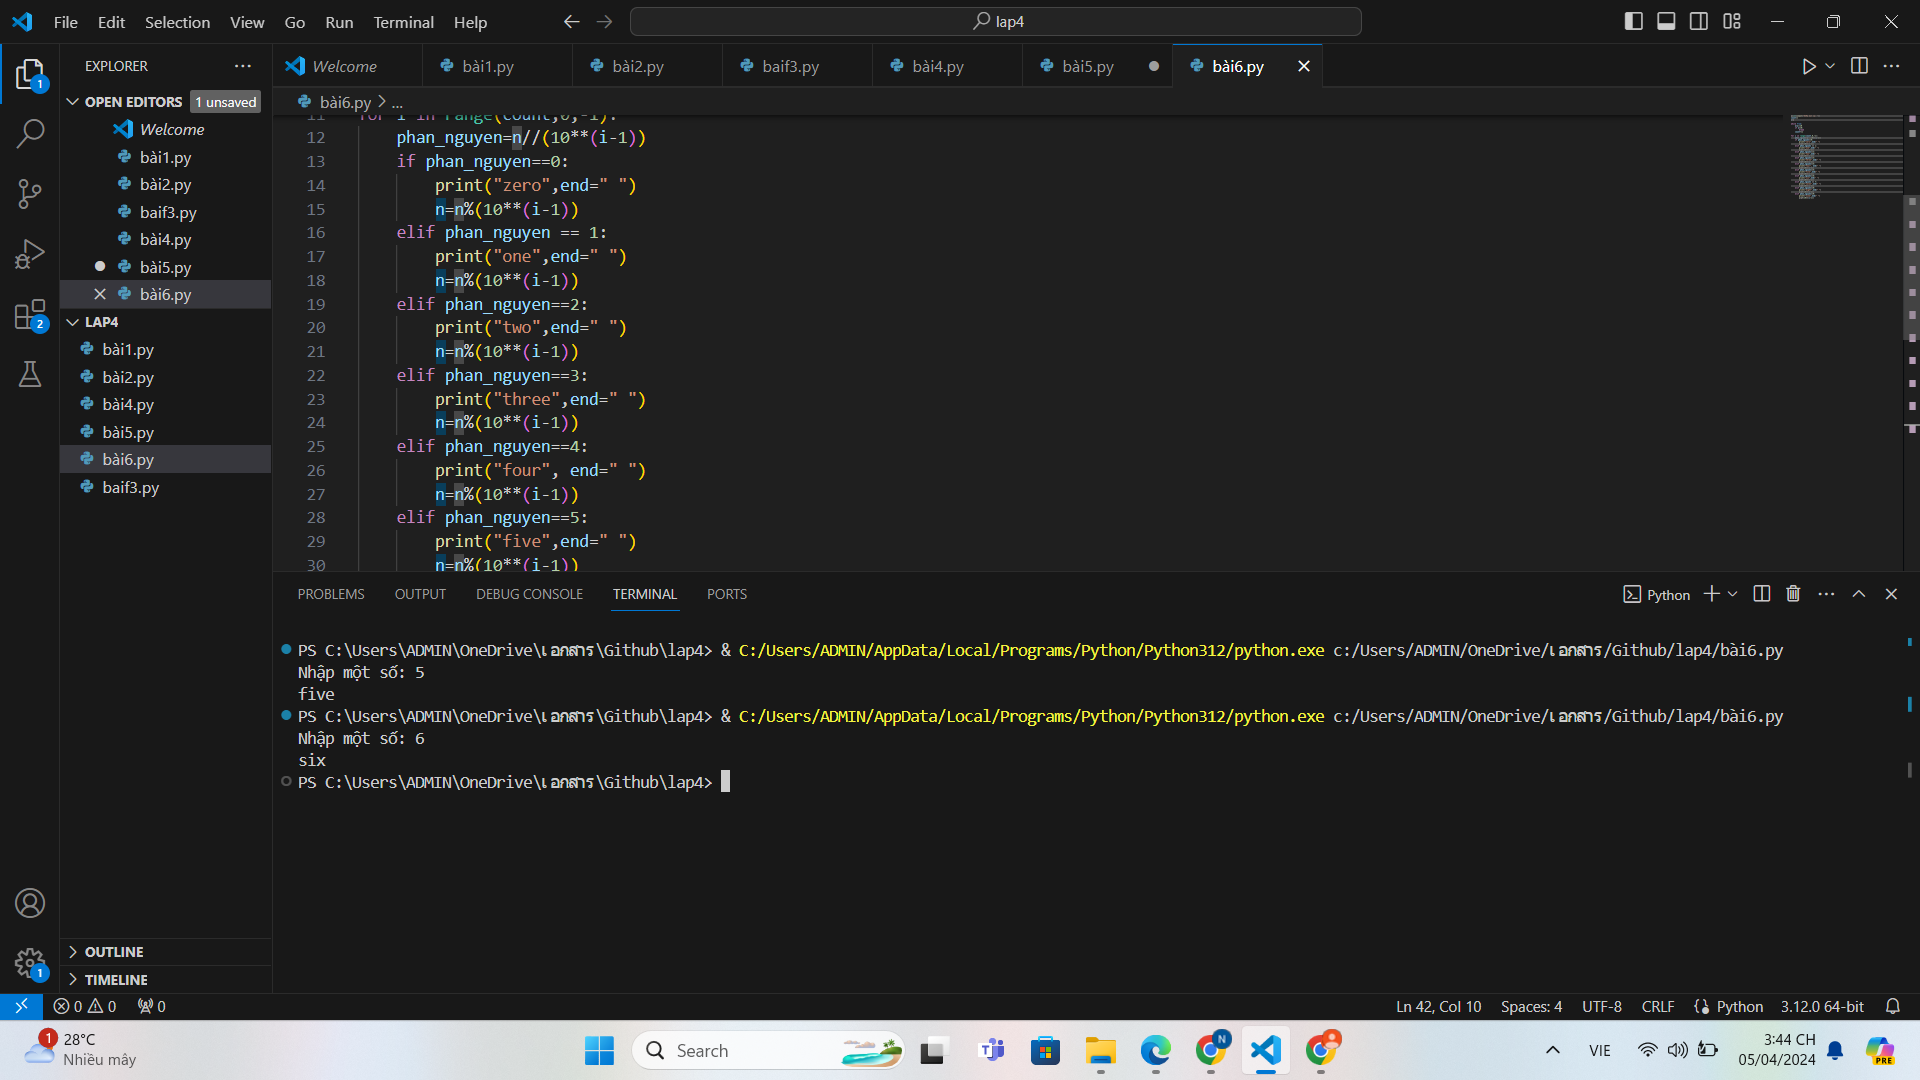 File Edit Selection View Go Run Terminal Help
lap4
EXPLORER
Welcome bài1.py bài2.py baif3.py bài4.py bài5.py bài6.py
OPEN EDITORS 1 unsaved
Welcome
bài1.py
bài2.py
baif3.py
bài4.py
bài5.py
bài6.py
LAP4
bài1.py
bài2.py
bài4.py
bài5.py
bài6.py
baif3.py
OUTLINE
TIMELINE
1
2
1
bài6.py > ...
11 for i in range(count,0,-1):
12 phan_nguyen=n//(10**(i-1))
13 if phan_nguyen==0:
14 print("zero",end=" ")
15 n=n%(10**(i-1))
16 elif phan_nguyen == 1:
17 print("one",end=" ")
18 n=n%(10**(i-1))
19 elif phan_nguyen==2:
20 print("two",end=" ")
21 n=n%(10**(i-1))
22 elif phan_nguyen==3:
23 print("three",end=" ")
24 n=n%(10**(i-1))
25 elif phan_nguyen==4:
26 print("four", end=" ")
27 n=n%(10**(i-1))
28 elif phan_nguyen==5:
29 print("five",end=" ")
30 n=n%(10**(i-1))
PROBLEMS OUTPUT DEBUG CONSOLE TERMINAL PORTS
Python
PS C:\Users\ADMIN\OneDrive\เอกสาร\Github\lap4> & C:/Users/ADMIN/AppData/Local/Programs/Python/Python312/python.exe c:/Users/ADMIN/OneDrive/เอกสาร/Github/lap4/bài6.py
Nhập một số: 5
five
PS C:\Users\ADMIN\OneDrive\เอกสาร\Github\lap4> & C:/Users/ADMIN/AppData/Local/Programs/Python/Python312/python.exe c:/Users/ADMIN/OneDrive/เอกสาร/Github/lap4/bài6.py
Nhập một số: 6
six
PS C:\Users\ADMIN\OneDrive\เอกสาร\Github\lap4>
0 0 0
Ln 42, Col 10 Spaces: 4 UTF-8 CRLF Python 3.12.0 64-bit
1
28°C
Nhiều mây
Search
N
VIE
3:44 CH
05/04/2024
PRE